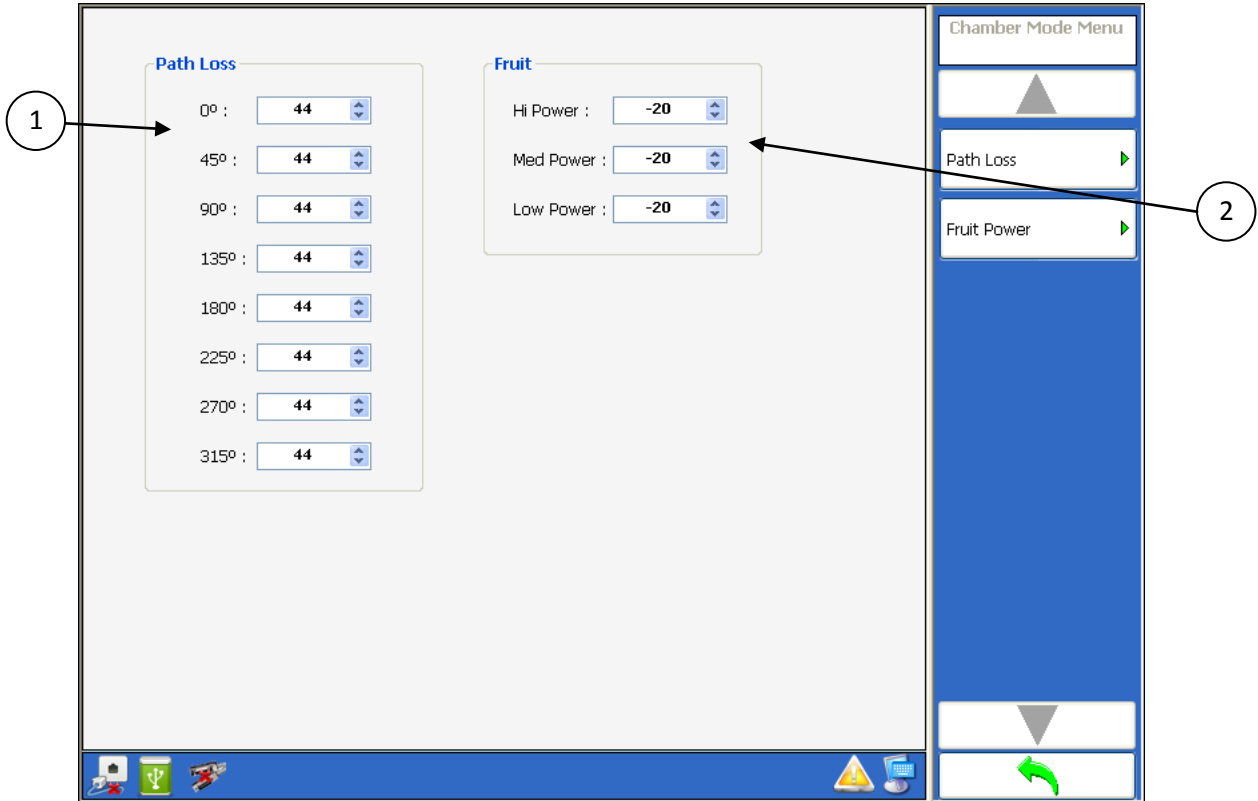 Chamber Mode Menu
Path Loss
0º : 44
45º : 44
90º : 44
135º : 44
180º : 44
225º : 44
270º : 44
315º : 44
Fruit
Hi Power : -20
Med Power : -20
Low Power : -20
Path Loss
Fruit Power
1
2